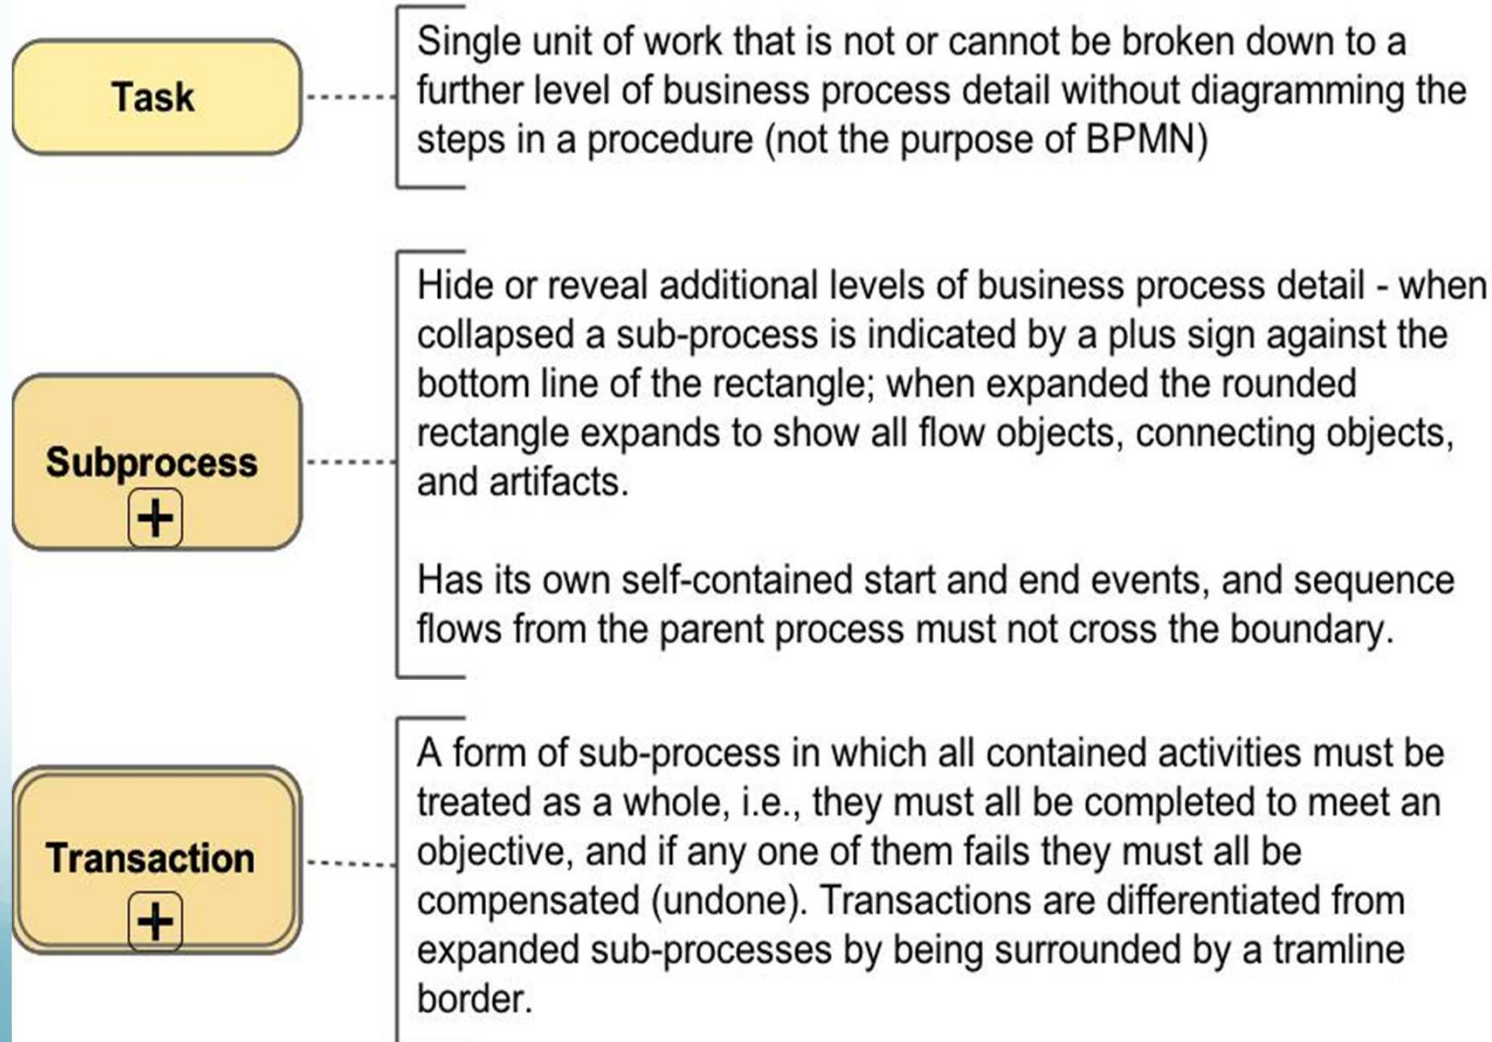 Task
Single unit of work that is not or cannot be broken down to a
further level of business process detail without diagramming the
steps in a procedure (not the purpose of BPMN)
Subprocess
Hide or reveal additional levels of business process detail - when
collapsed a sub-process is indicated by a plus sign against the
bottom line of the rectangle; when expanded the rounded
rectangle expands to show all flow objects, connecting objects,
and artifacts.
Has its own self-contained start and end events, and sequence
flows from the parent process must not cross the boundary.
Transaction
A form of sub-process in which all contained activities must be
treated as a whole, i.e., they must all be completed to meet an
objective, and if any one of them fails they must all be
compensated (undone). Transactions are differentiated from
expanded sub-processes by being surrounded by a tramline
border.